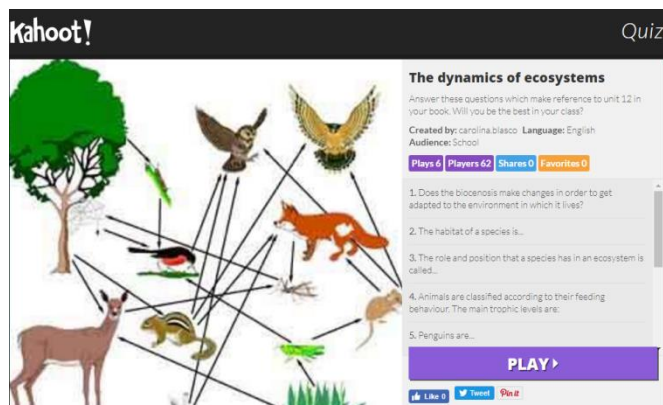 Kahoot!
Quiz
The dynamics of ecosystems
Answer these questions which make reference to unit 12 in
your book. Will you be the best in your class?
Created by: carolina.blasco Language: English
Audience: School
Plays 6 Players 62 Shares 0 Favorites 0
1. Does the biocenosis make changes in order to get
adapted to the environment in which it lives?
2. The habitat of a species is...
3. The role and position that a species has in an ecosystem is
called...
4. Animals are classified according to their feeding
behaviour. The main trophic levels are:
5. Penguins are...
PLAY
Like 0 Tweet Pin it